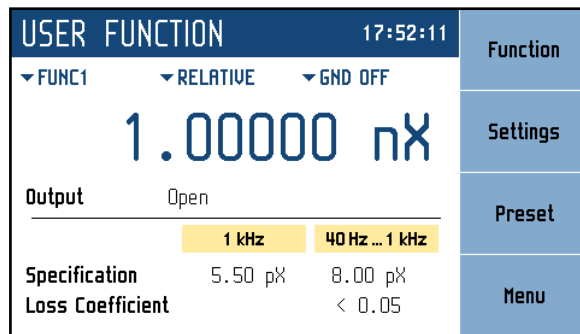 USER FUNCTION 17:52:11
FUNC1 RELATIVE GND OFF
1.00000 nX
Output Open
1 kHz 40 Hz ... 1 kHz
Specification 5.50 pX 8.00 pX
Loss Coefficient < 0.05
Function
Settings
Preset
Menu